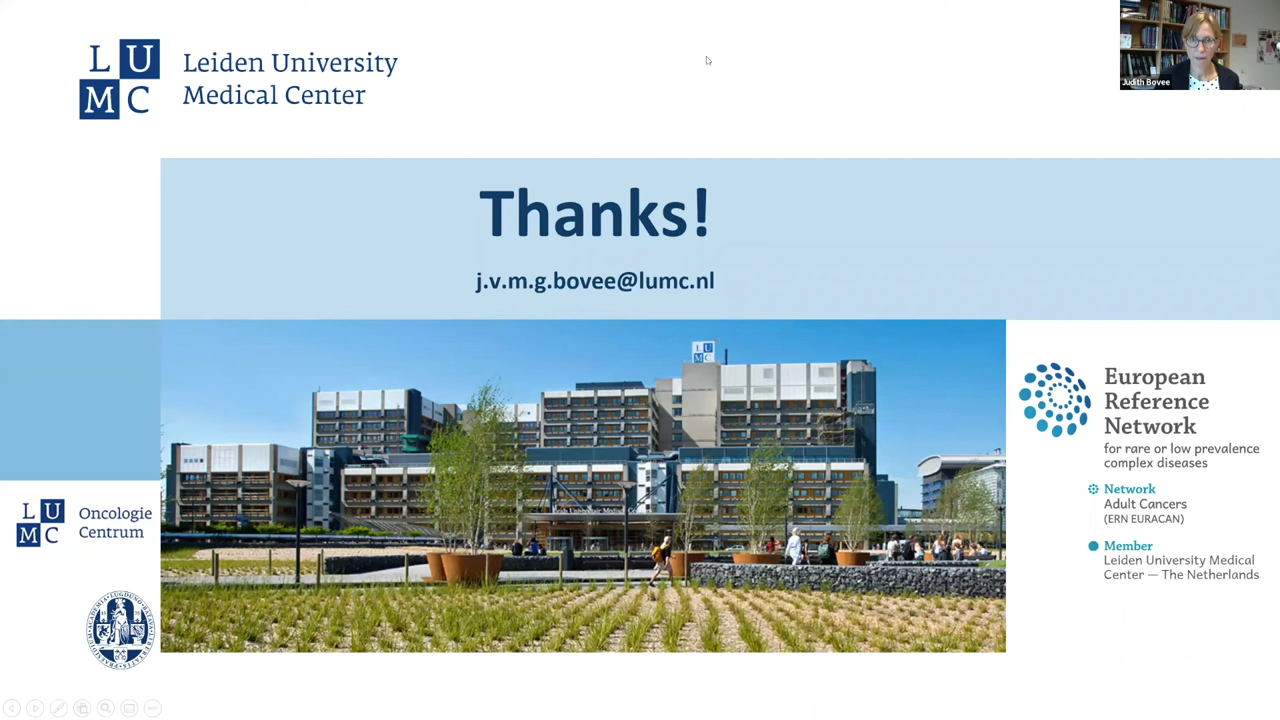 L U
M C
Leiden University
Medical Center
Judith Bovee
Thanks!
j.v.m.g.bovee@lumc.nl
L U
M C
European
Reference
Network
for rare or low prevalence
complex diseases
Network
Adult Cancers
(ERN EURACAN)
Member
Leiden University Medical
Center — The Netherlands
L U
M C
Oncologie
Centrum